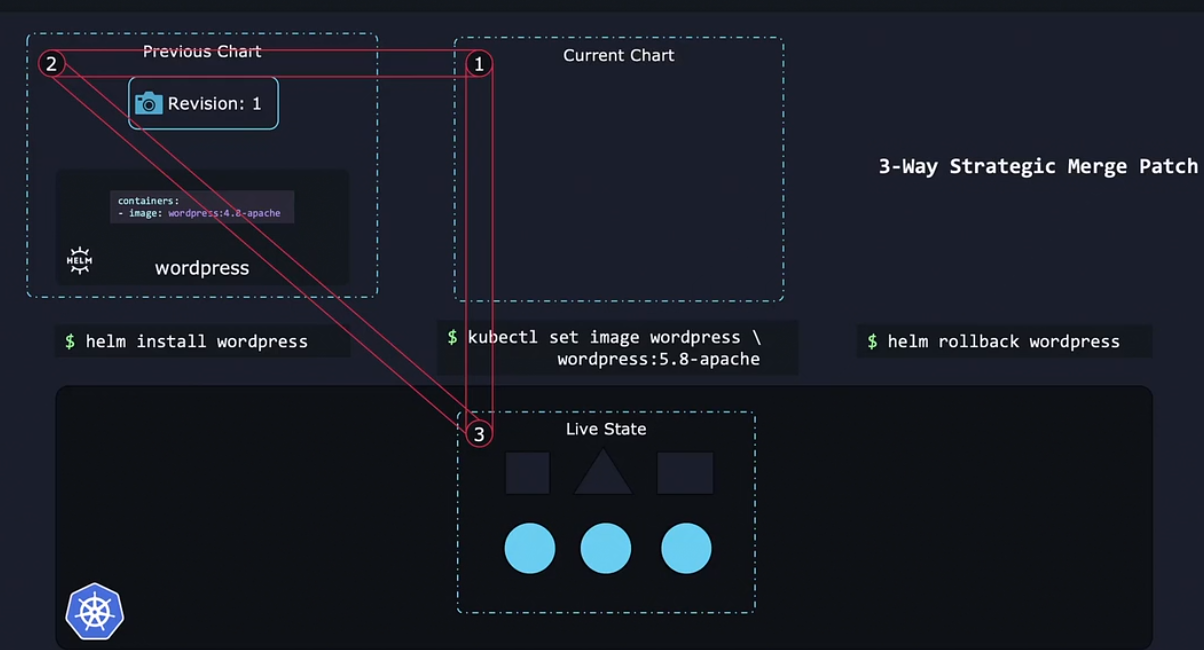 2
Previous Chart
1
Current Chart
Revision: 1
3-Way Strategic Merge Patch
containers:
- image: wordpress:4.8-apache
HELM
wordpress
$ helm install wordpress
$ kubectl set image wordpress \
wordpress:5.8-apache
$ helm rollback wordpress
3
Live State